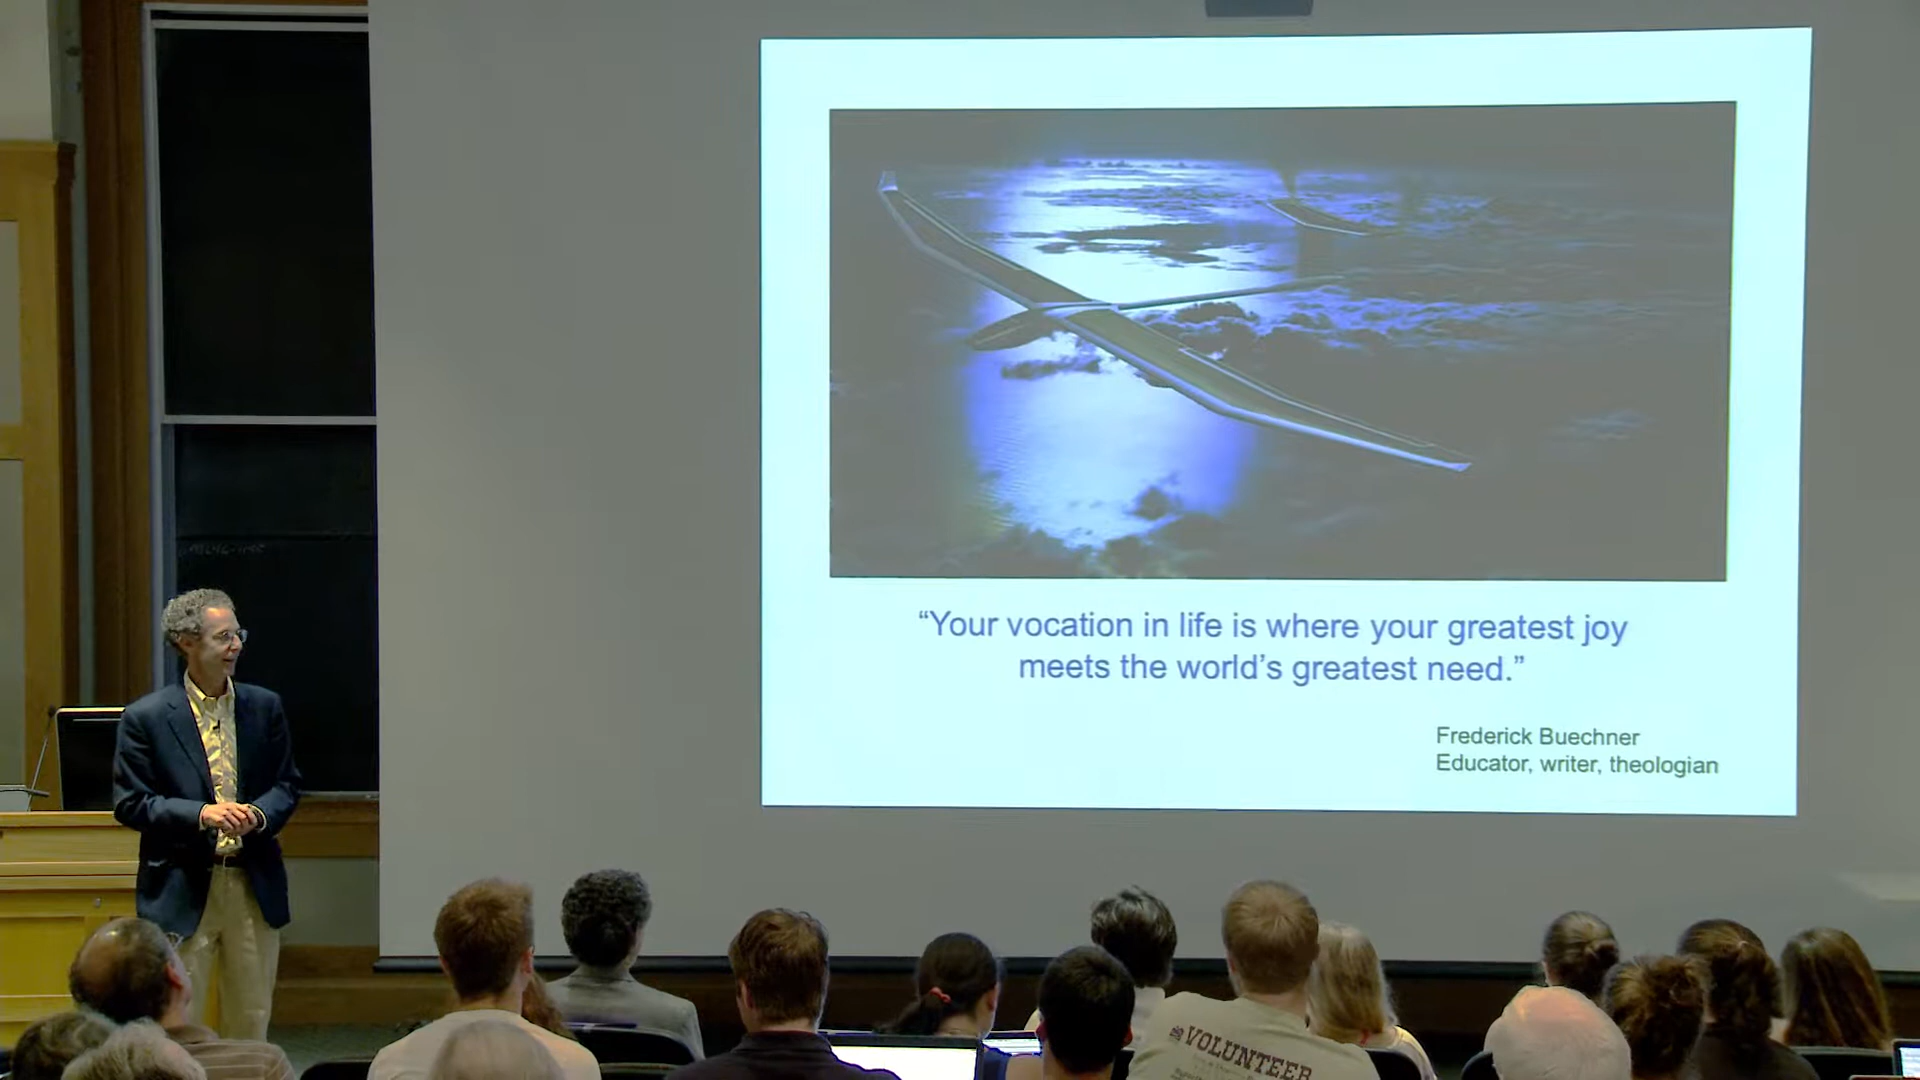 “Your vocation in life is where your greatest joy
meets the world’s greatest need.”
Frederick Buechner
Educator, writer, theologian
VOLUNTEER